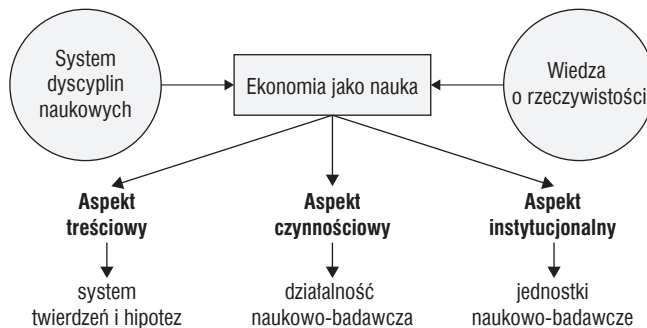 System
dyscyplin
naukowych
Ekonomia jako nauka
Wiedza
o rzeczywistości
Aspekt
treściowy
Aspekt
czynnościowy
Aspekt
instytucjonalny
system
twierdzeń i hipotez
działalność
naukowo-badawcza
jednostki
naukowo-badawcze